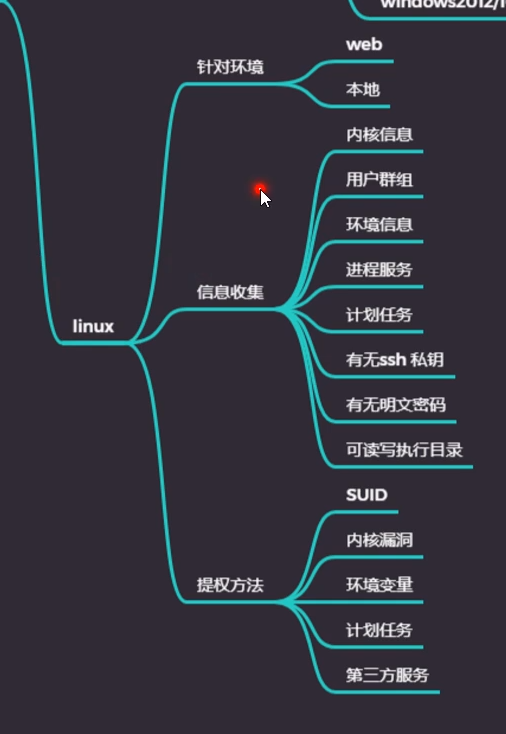 windows2012/
针对环境
web
本地
linux
信息收集
内核信息
用户群组
环境信息
进程服务
计划任务
有无ssh 私钥
有无明文密码
可读写执行目录
提权方法
SUID
内核漏洞
环境变量
计划任务
第三方服务